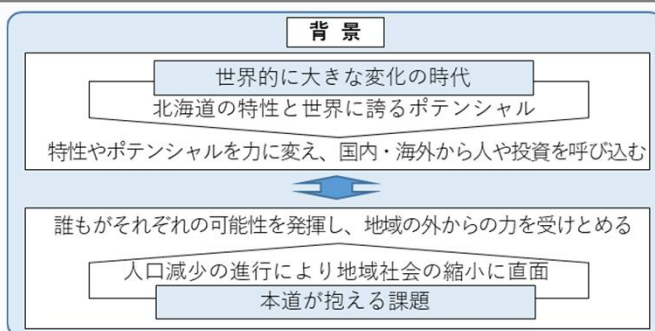 背景
世界的に大きな変化の時代
北海道の特性と世界に誇るポテンシャル
特性やポテンシャルを力に変え、国内・海外から人や投資を呼び込む
誰もがそれぞれの可能性を発揮し、地域の外からの力を受けとめる
人口減少の進行により地域社会の縮小に直面
本道が抱える課題